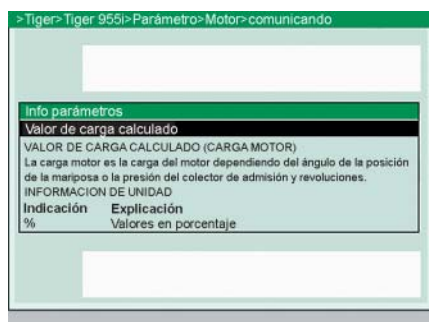 >Tiger>Tiger 955i>Parámetro>Motor>comunicando
Info parámetros
Valor de carga calculado
VALOR DE CARGA CALCULADO (CARGA MOTOR)
La carga motor es la carga del motor dependiendo del ángulo de la posición
de la mariposa o la presión del colector de admisión y revoluciones.
INFORMACION DE UNIDAD
Indicación Explicación
% Valores en porcentaje